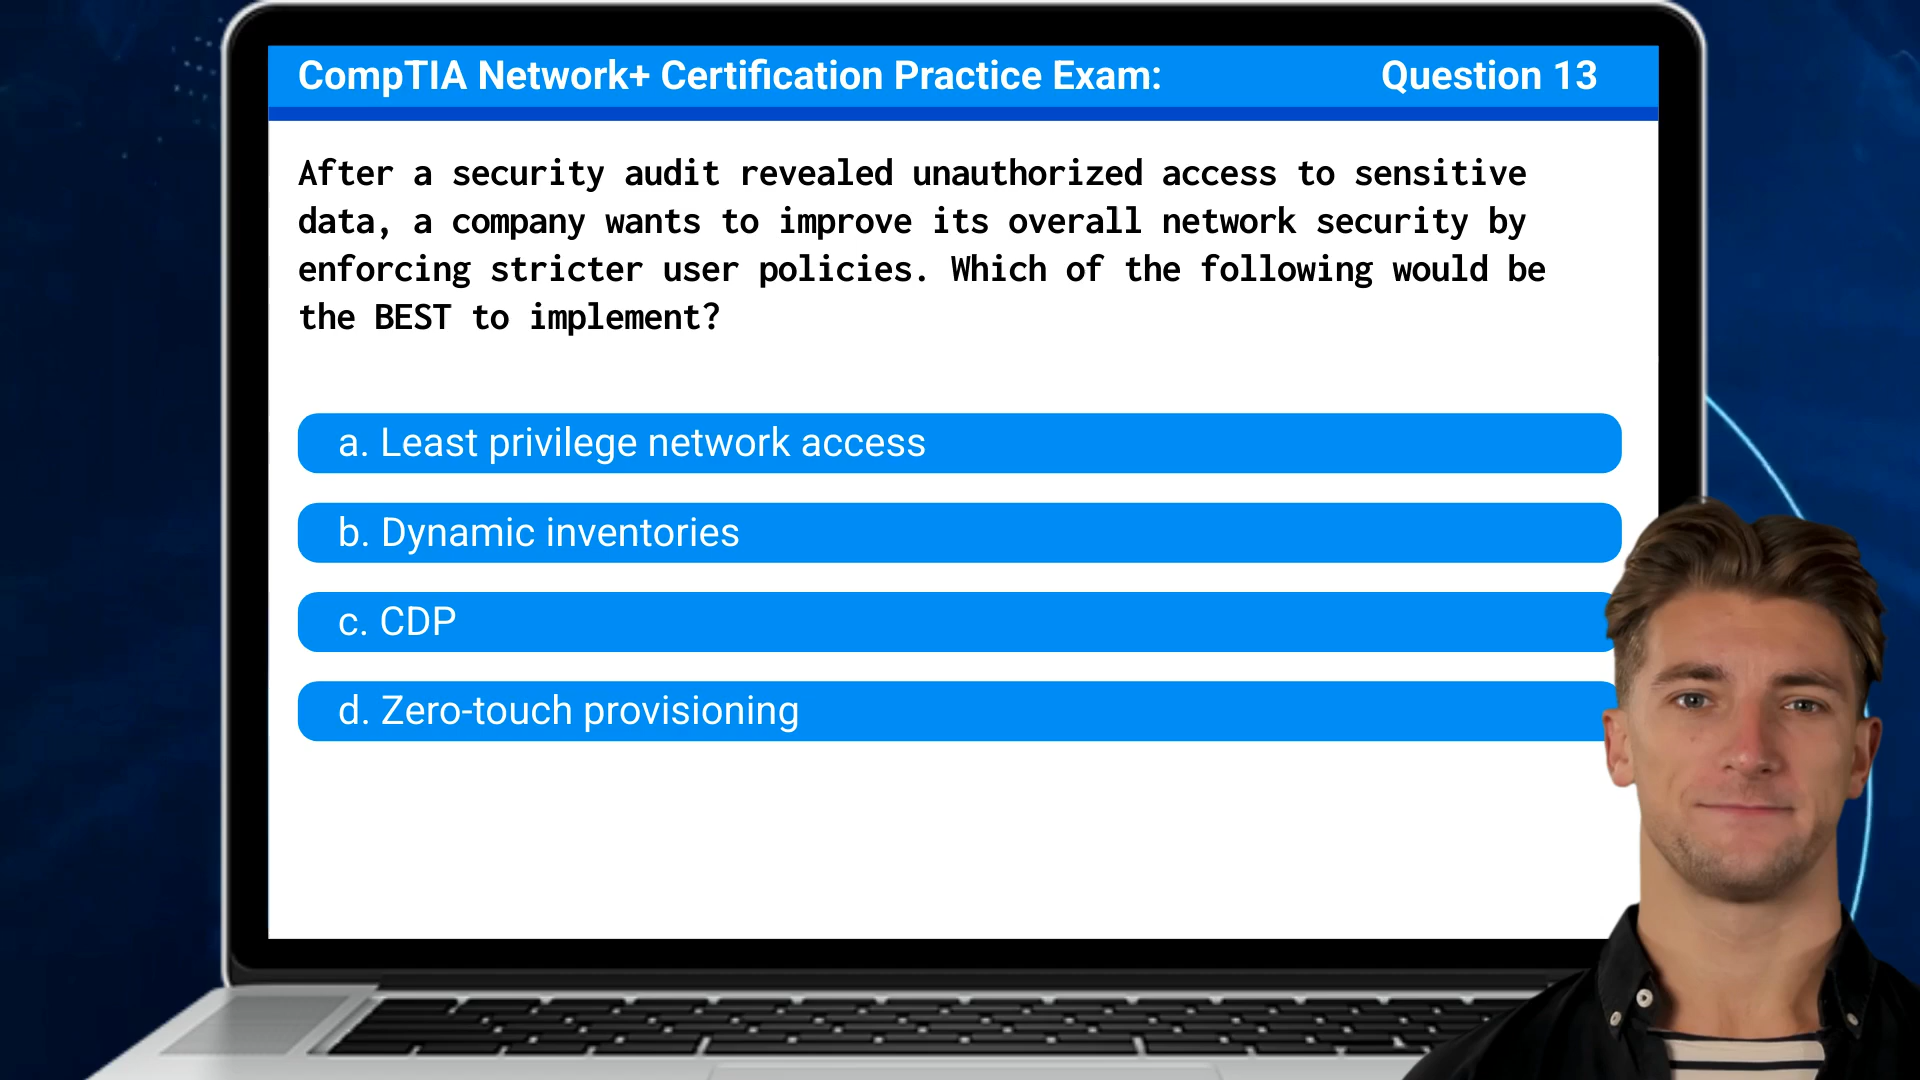 CompTIA Network+ Certification Practice Exam: Question 13
After a security audit revealed unauthorized access to sensitive
data, a company wants to improve its overall network security by
enforcing stricter user policies. Which of the following would be
the BEST to implement?
a. Least privilege network access
b. Dynamic inventories
c. CDP
d. Zero-touch provisioning